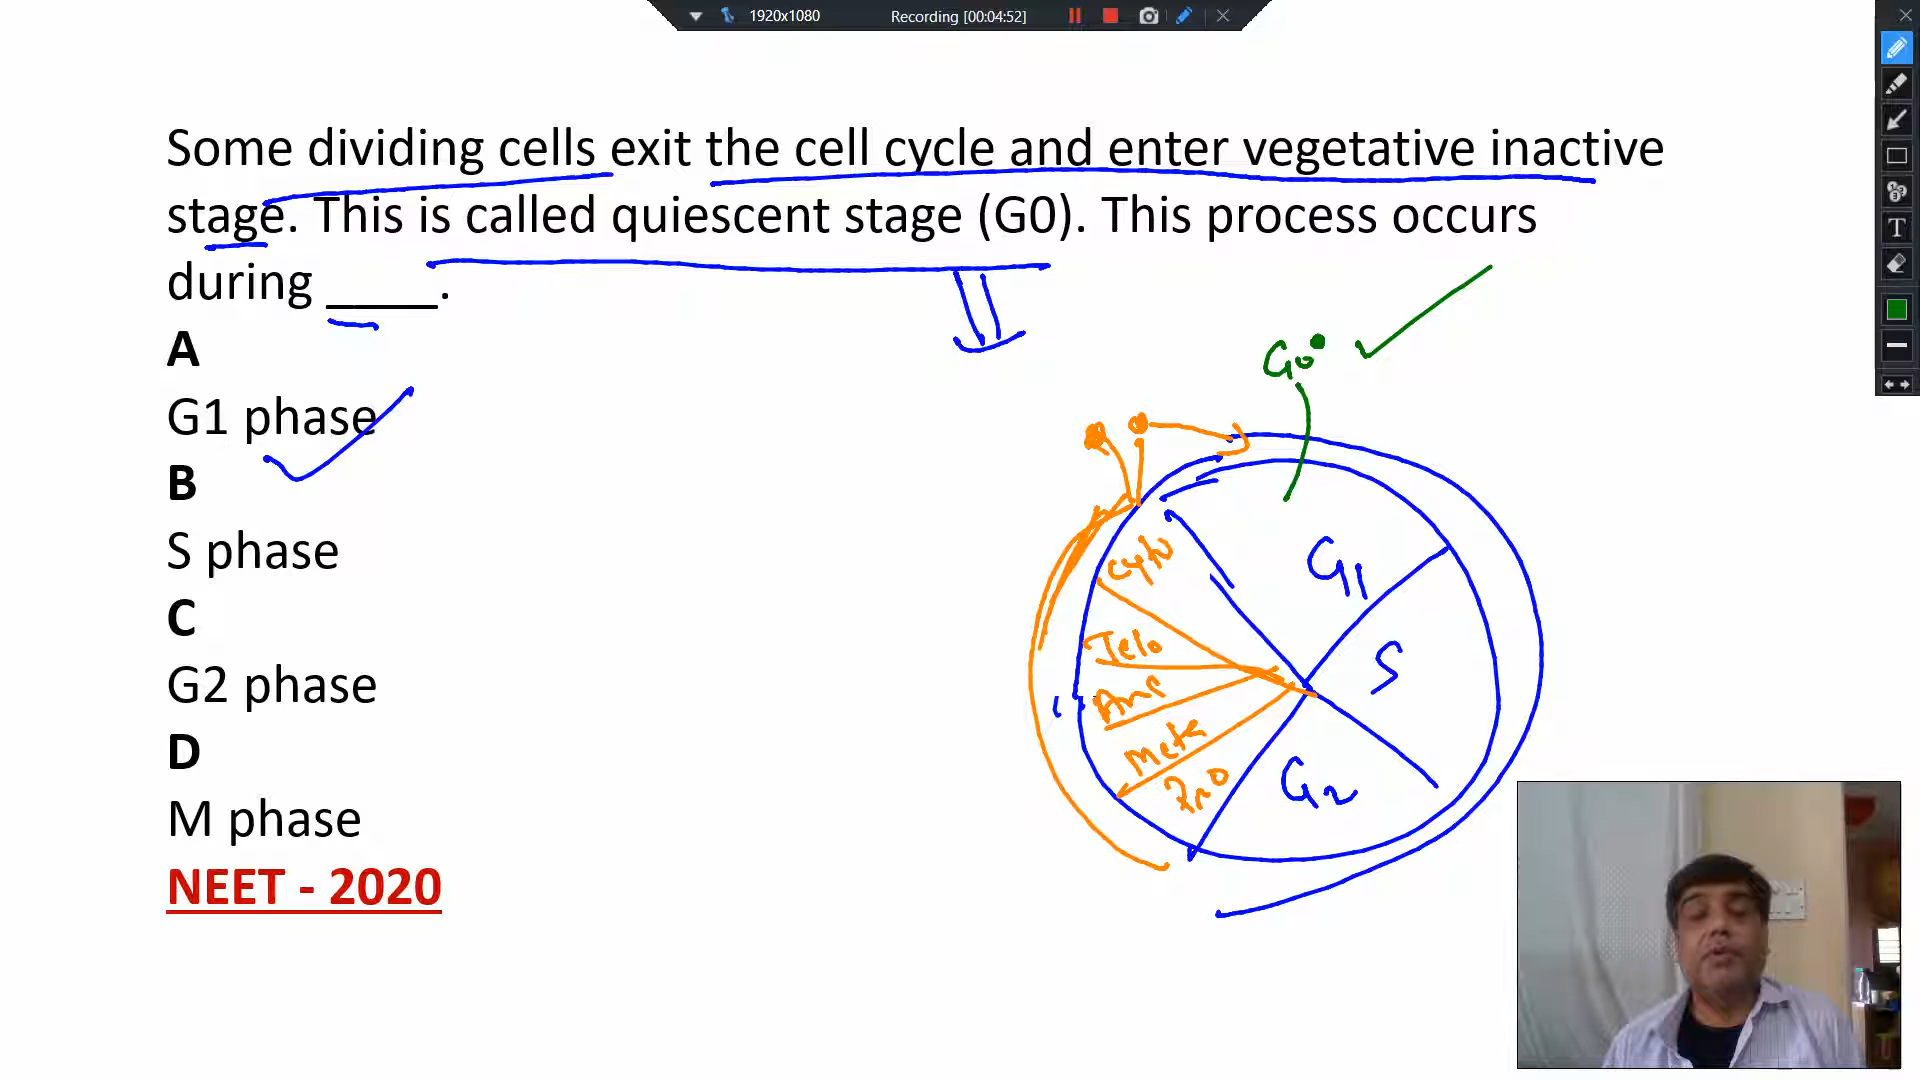 1920x1080 Recording [00:04:52]
Some dividing cells exit the cell cycle and enter vegetative inactive
stage. This is called quiescent stage (G0). This process occurs
during ____.
A
G1 phase
B
S phase
C
G2 phase
D
M phase
NEET - 2020
G0
G1
S
G2
Cyto
Telo
Ana
Meta
Pro
T